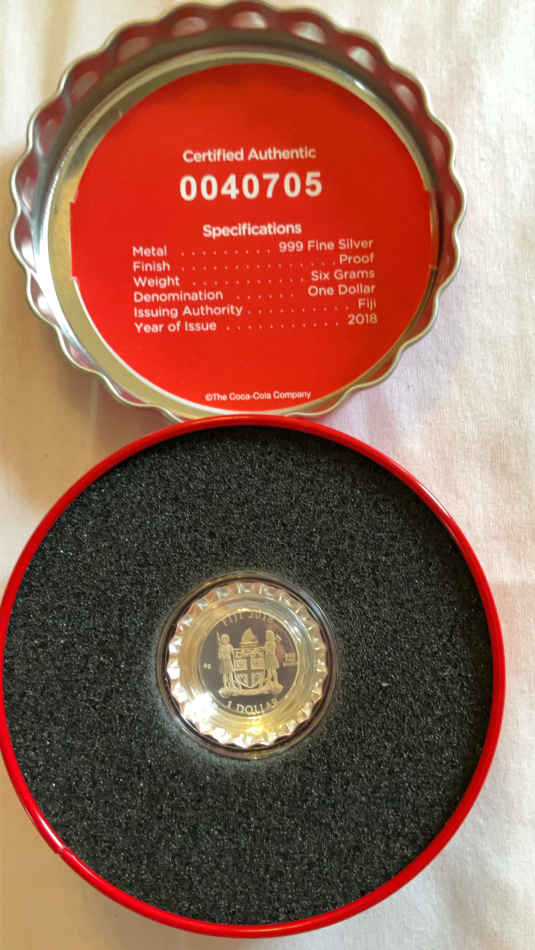 Certified Authentic
0040705
Specifications
Metal . . . . . . . . . 999 Fine Silver
Finish . . . . . . . . . . . . . . . Proof
Weight . . . . . . . . . . . Six Grams
Denomination . . . . . . One Dollar
Issuing Authority . . . . . . . . . . Fiji
Year of Issue . . . . . . . . . . . 2018
©The Coca-Cola Company
FIJI 2018
6g
1 DOLLAR